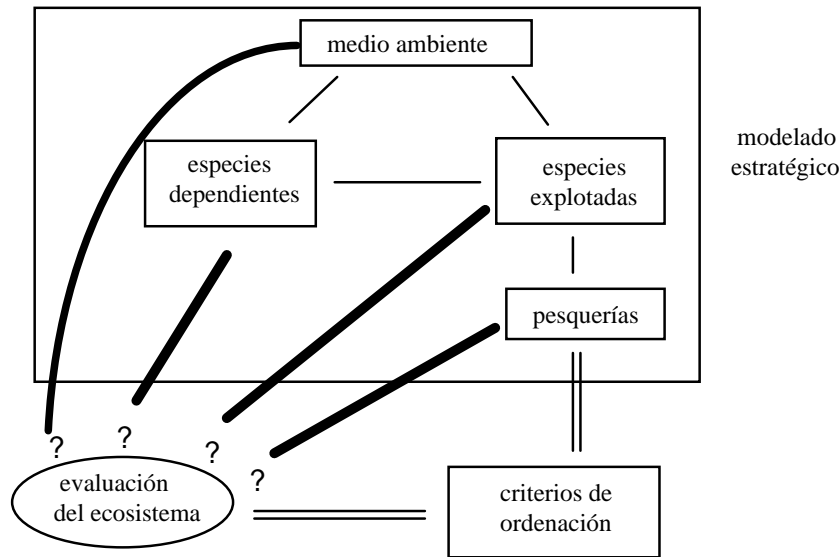 medio ambiente
especies
dependientes
especies
explotadas
modelado
estratégico
pesquerías
?
?
?
?
evaluación
del ecosistema
criterios de
ordenación